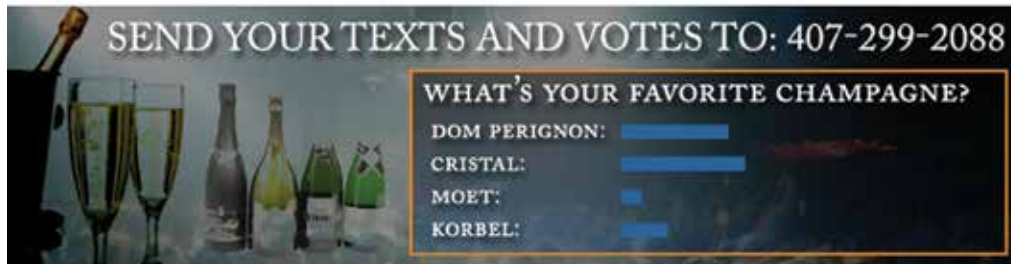 SEND YOUR TEXTS AND VOTES TO: 407-299-2088
WHAT'S YOUR FAVORITE CHAMPAGNE?
DOM PERIGNON:
CRISTAL:
MOET:
KORBEL: